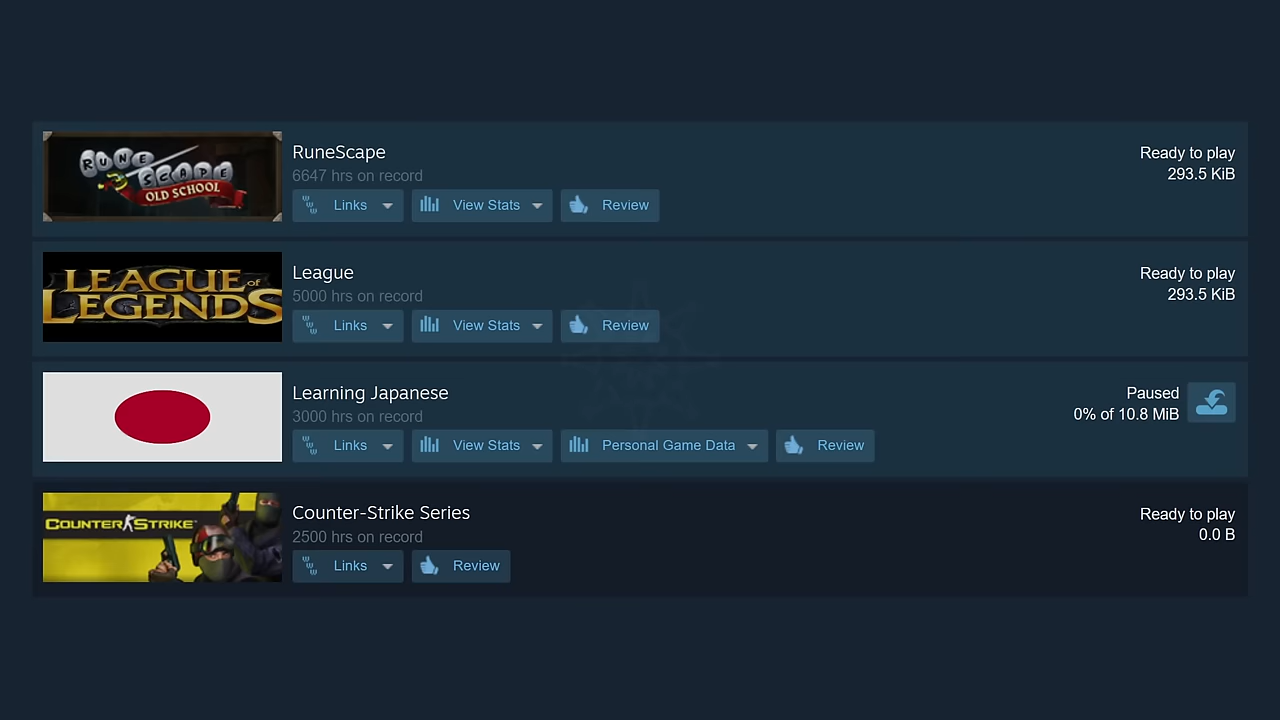 RUNE SCAPE
OLD SCHOOL
RuneScape
6647 hrs on record
Links
View Stats
Review
Ready to play
293.5 KiB
LEAGUE of
LEGENDS
League
5000 hrs on record
Links
View Stats
Review
Ready to play
293.5 KiB
Learning Japanese
3000 hrs on record
Links
View Stats
Personal Game Data
Review
Paused
0% of 10.8 MiB
COUNTER STRIKE
Counter-Strike Series
2500 hrs on record
Links
Review
Ready to play
0.0 B